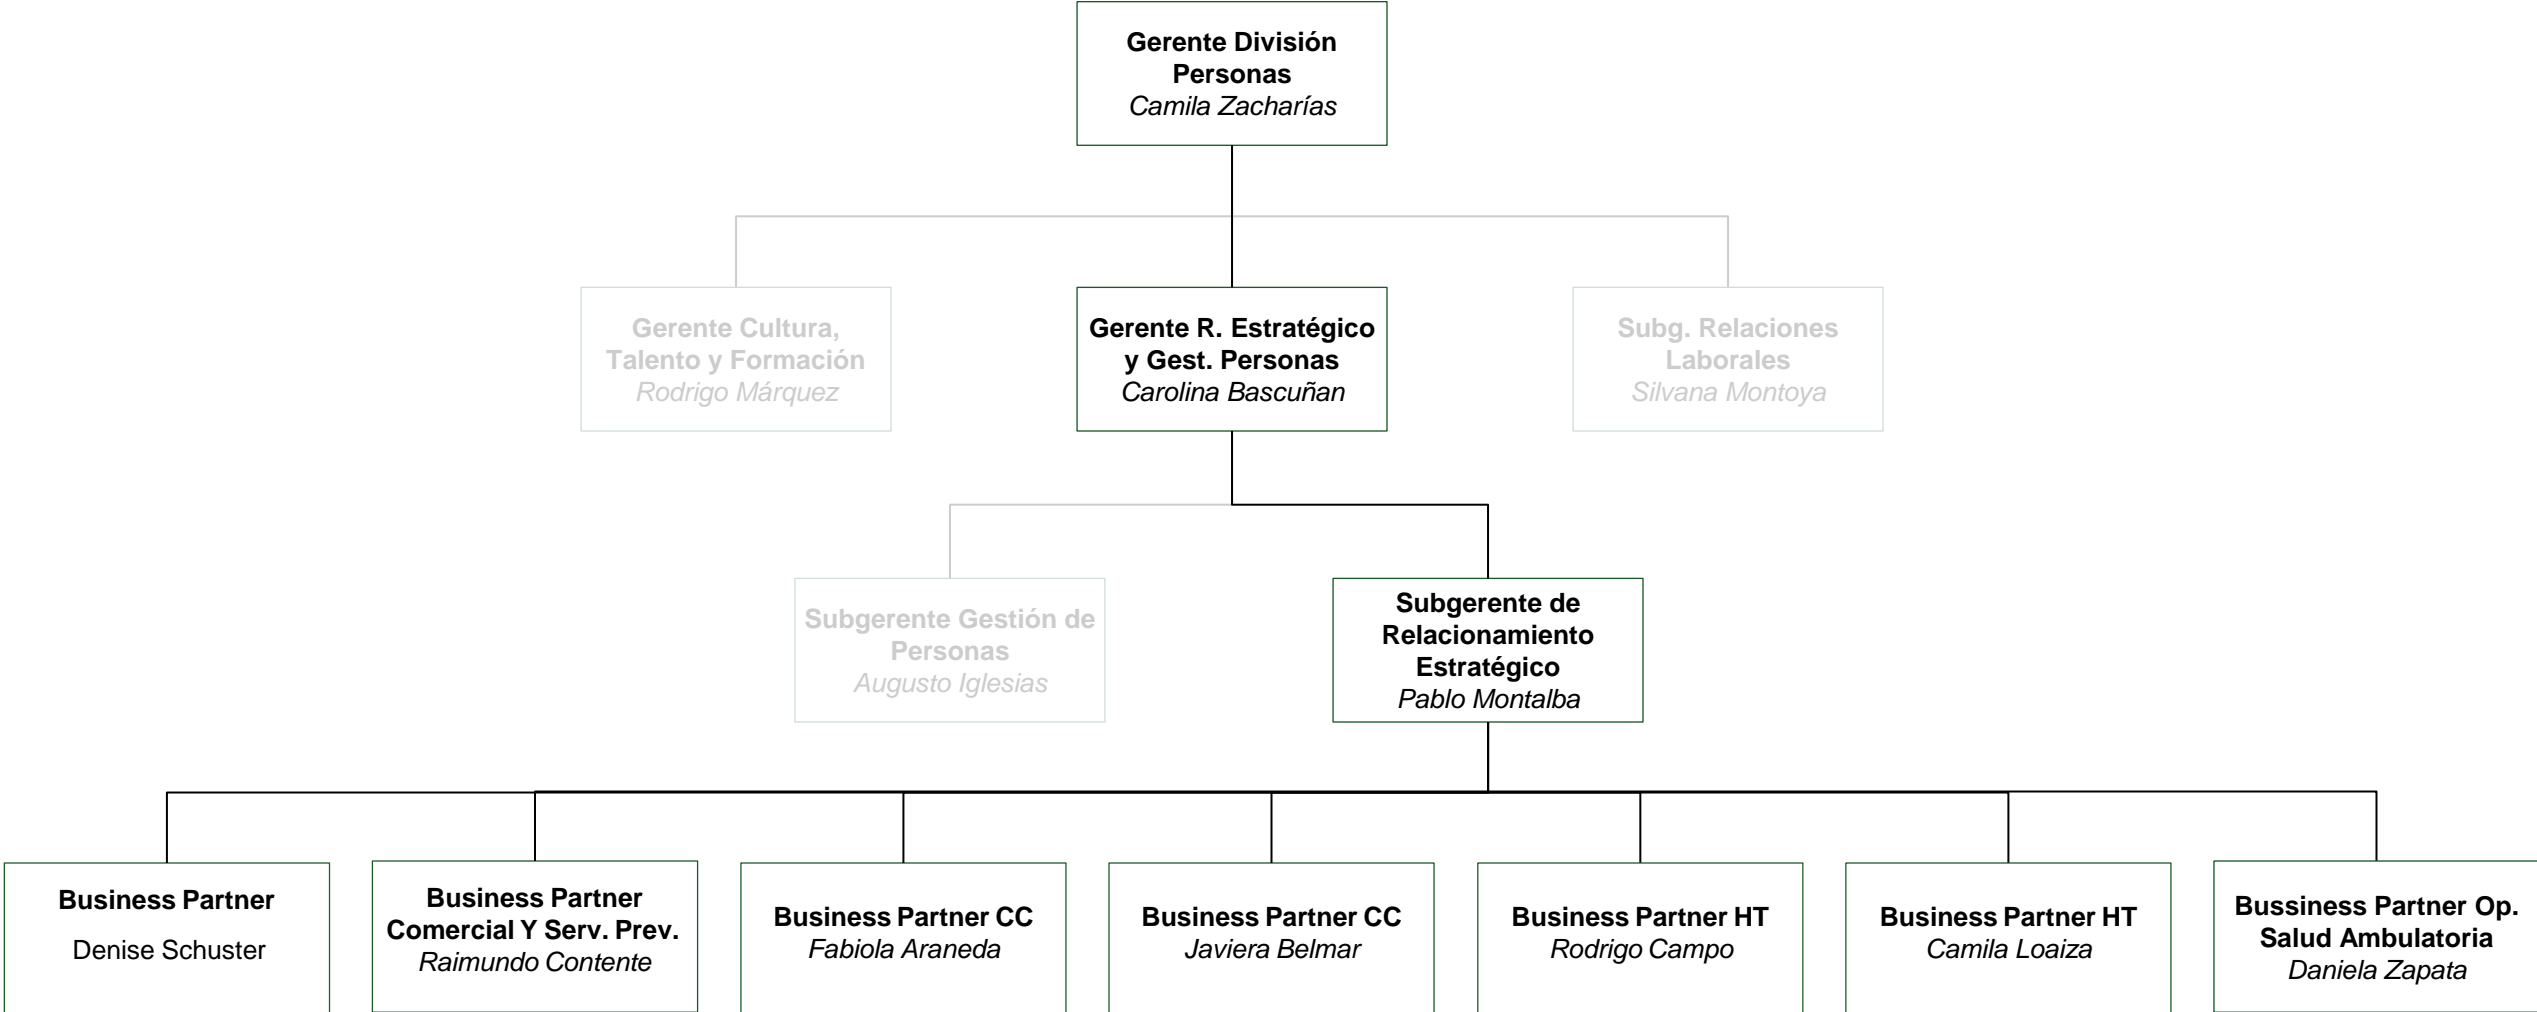 Gerente División
Personas
Camila Zacharías
Gerente Cultura,
Talento y Formación
Rodrigo Márquez
Gerente R. Estratégico
y Gest. Personas
Carolina Bascuñan
Subg. Relaciones
Laborales
Silvana Montoya
Subgerente Gestión de
Personas
Augusto Iglesias
Subgerente de
Relacionamiento
Estratégico
Pablo Montalba
Business Partner
Denise Schuster
Business Partner
Comercial Y Serv. Prev.
Raimundo Contente
Business Partner CC
Fabiola Araneda
Business Partner CC
Javiera Belmar
Business Partner HT
Rodrigo Campo
Business Partner HT
Camila Loaiza
Bussiness Partner Op.
Salud Ambulatoria
Daniela Zapata